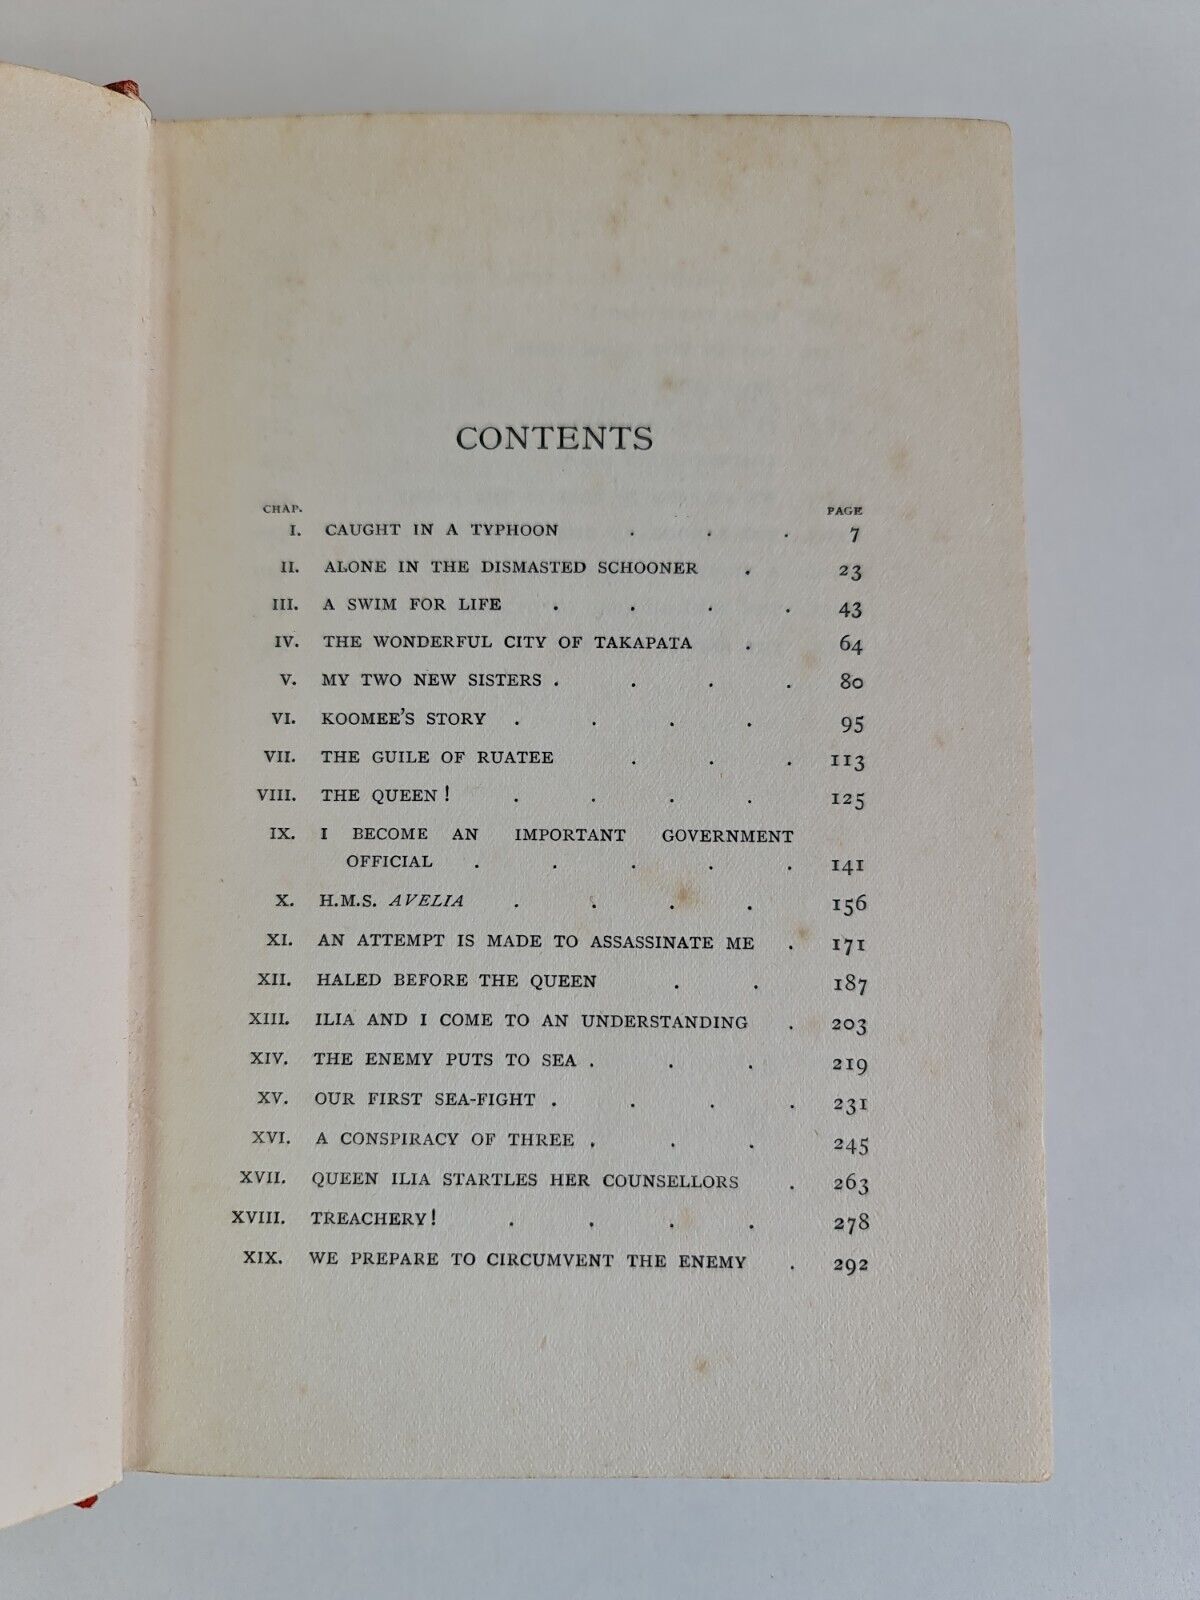 CONTENTS
CHAP. PAGE
I. CAUGHT IN A TYPHOON . . . 7
II. ALONE IN THE DISMASTED SCHOONER . 23
III. A SWIM FOR LIFE . . . . 43
IV. THE WONDERFUL CITY OF TAKAPATA . 64
V. MY TWO NEW SISTERS . . . . 80
VI. KOOMEE'S STORY . . . . 95
VII. THE GUILE OF RUATEE . . . 113
VIII. THE QUEEN! . . . . 125
IX. I BECOME AN IMPORTANT GOVERNMENT
OFFICIAL . . . . . 141
X. H.M.S. AVELIA . . . . 156
XI. AN ATTEMPT IS MADE TO ASSASSINATE ME . 171
XII. HALED BEFORE THE QUEEN . . 187
XIII. ILIA AND I COME TO AN UNDERSTANDING . 203
XIV. THE ENEMY PUTS TO SEA . . . 219
XV. OUR FIRST SEA-FIGHT . . . . 231
XVI. A CONSPIRACY OF THREE . . . 245
XVII. QUEEN ILIA STARTLES HER COUNSELLORS . 263
XVIII. TREACHERY! . . . . 278
XIX. WE PREPARE TO CIRCUMVENT THE ENEMY . 292